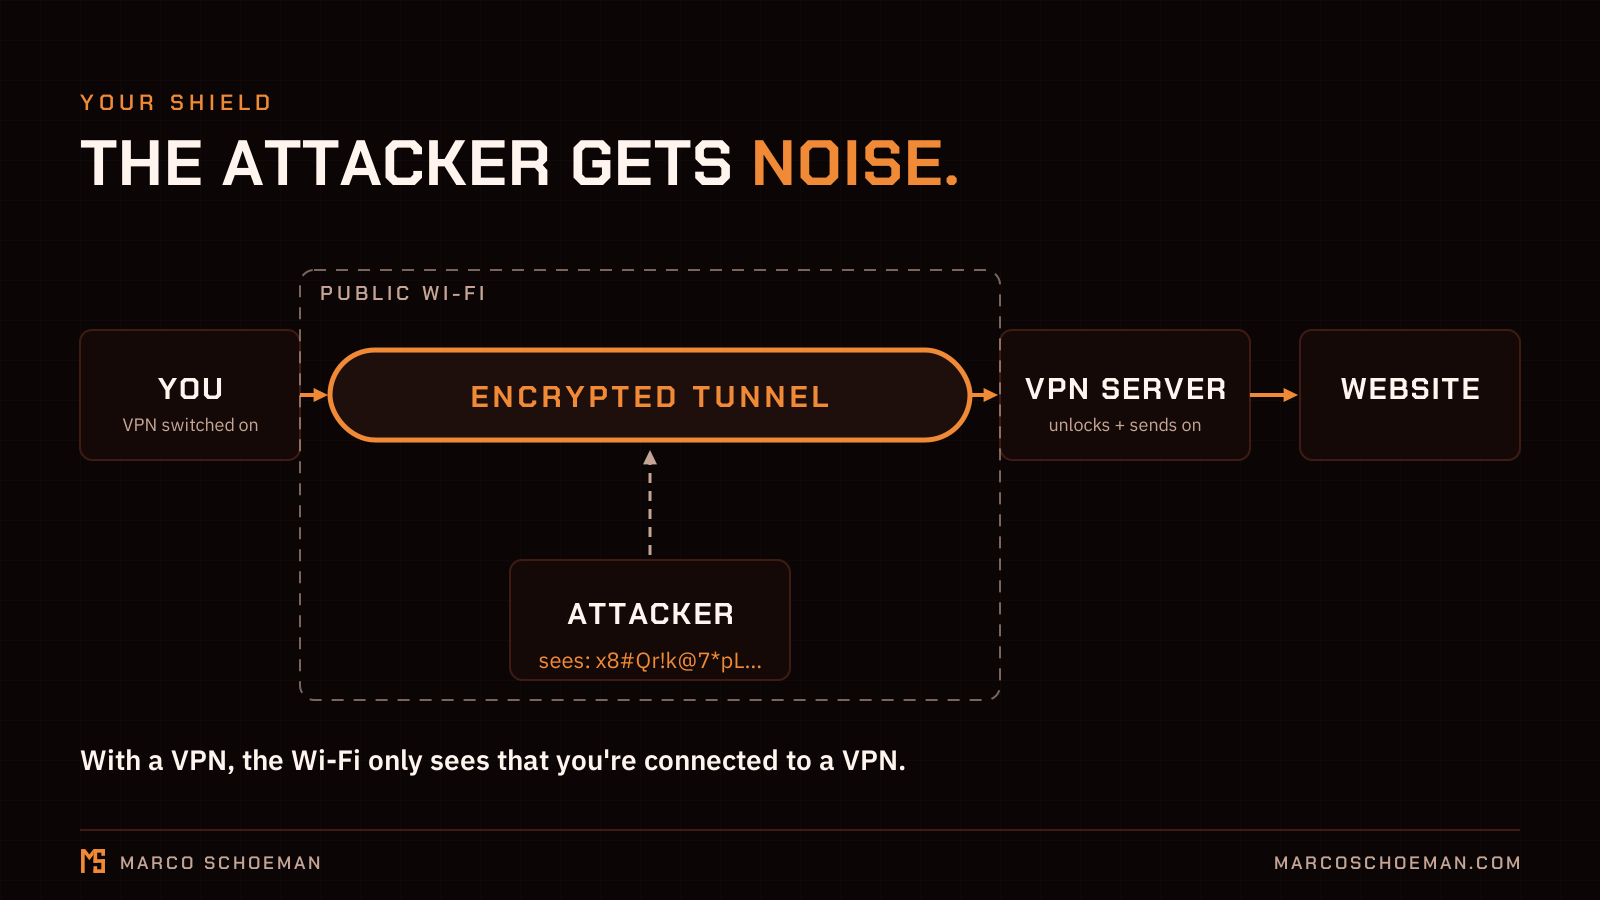 YOUR SHIELD
THE ATTACKER GETS NOISE.
PUBLIC WI-FI
YOU
VPN switched on
ENCRYPTED TUNNEL
VPN SERVER
unlocks + sends on
WEBSITE
ATTACKER
sees: x8#Qr!k@7*pL...
With a VPN, the Wi-Fi only sees that you're connected to a VPN.
MS MARCO SCHOEMAN
MARCOSCHOEMAN.COM